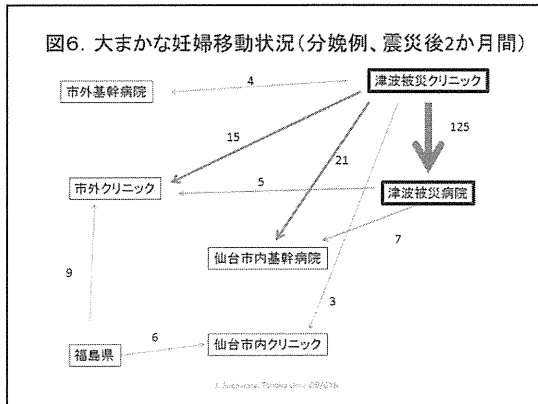 図6. 大まかな妊婦移動状況(分娩例、震災後2か月間)
4
津波被災クリニック
市外基幹病院
15
125
21
市外クリニック
5
津波被災病院
7
仙台市内基幹病院
9
3
6
福島県
仙台市内クリニック